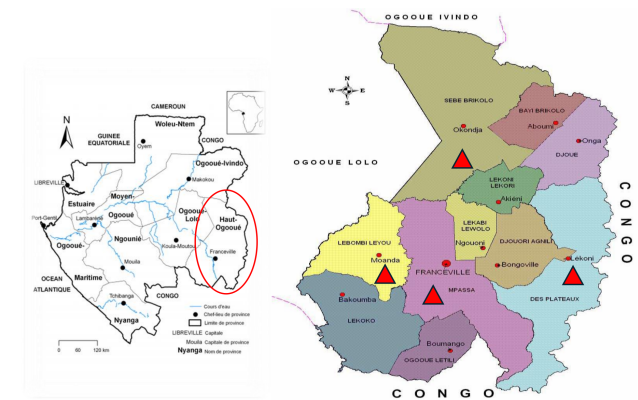 N
CAMEROUN
Woleu-Ntem
GUINEE
EQUATORIALE
Oyem
CONGO
Ogooué-Ivindo
Makokou
LIBREVILLE
Estuaire
Moyen-
Ogooué
Lambaréné
Port-Gentil
Ogooué-
Lolo
Haut-
Ogooué
Ngounié
Koula-Moutou
Franceville
Ogooué-
Maritime
Mouila
OCEAN
ATLANTIQUE
Tchibanga
CONGO
Nyanga
Cours d'eau
Chef-lieu de province
Limite de province
LIBREVILLE Capitale
Mouila Capitale de province
Nyanga Nom de province
0 60 120 km
OGOOUE IVINDO
N
W E
S
SEBE BRIKOLO
Okondja
BAYI BRIKOLO
Aboumi
Onga
DJOUE
OGOOUE LOLO
LEKONI
LEKORI
Akiéni
CONGO
LEKABI
LEWOLO
Ngouoni
DJOUORI AGNILI
Bongoville
Lékoni
LEBOMBI LEYOU
Moanda
FRANCEVILLE
MPASSA
DES PLATEAUX
Bakoumba
LEKOKO
Boumango
OGOOUE LETILI
CONGO